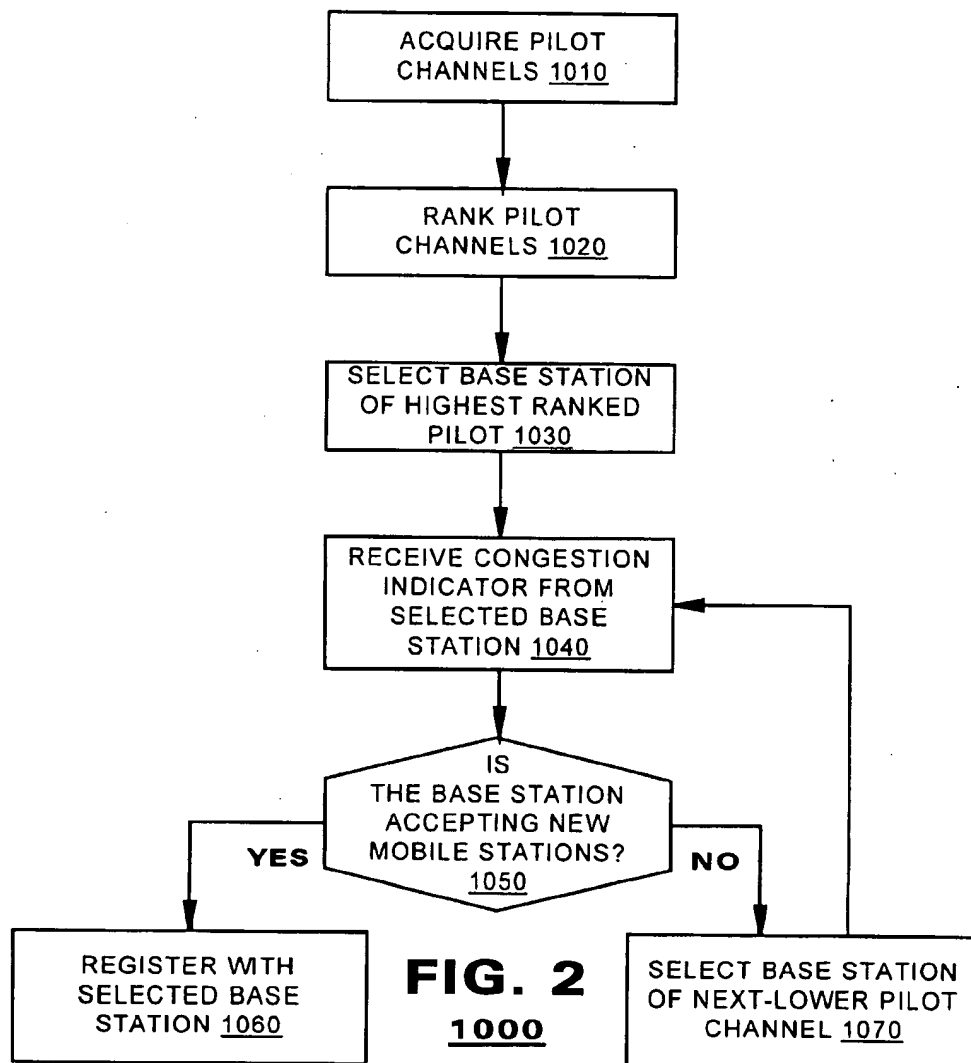 ACQUIRE PILOT
CHANNELS 1010
RANK PILOT
CHANNELS 1020
SELECT BASE STATION
OF HIGHEST RANKED
PILOT 1030
RECEIVE CONGESTION
INDICATOR FROM
SELECTED BASE
STATION 1040
IS
THE BASE STATION
ACCEPTING NEW
MOBILE STATIONS?
1050
YES
NO
REGISTER WITH
SELECTED BASE
STATION 1060
FIG. 2
1000
SELECT BASE STATION
OF NEXT-LOWER PILOT
CHANNEL 1070